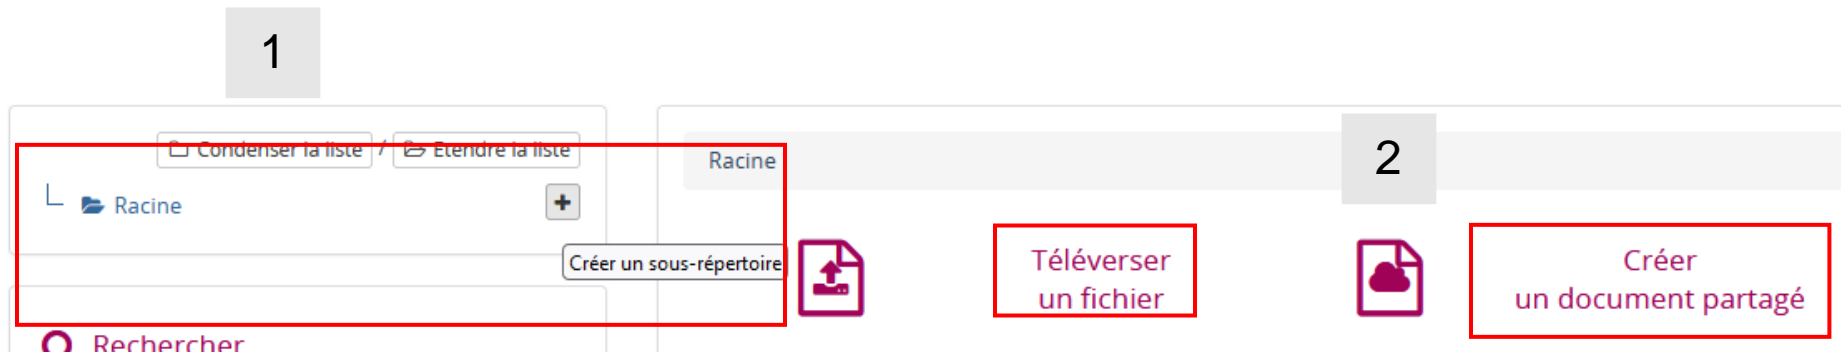 1
Condenser la liste / Etendre la liste
Racine
+
Créer un sous-répertoire
Rechercher
Racine
2
Téléverser
un fichier
Créer
un document partagé